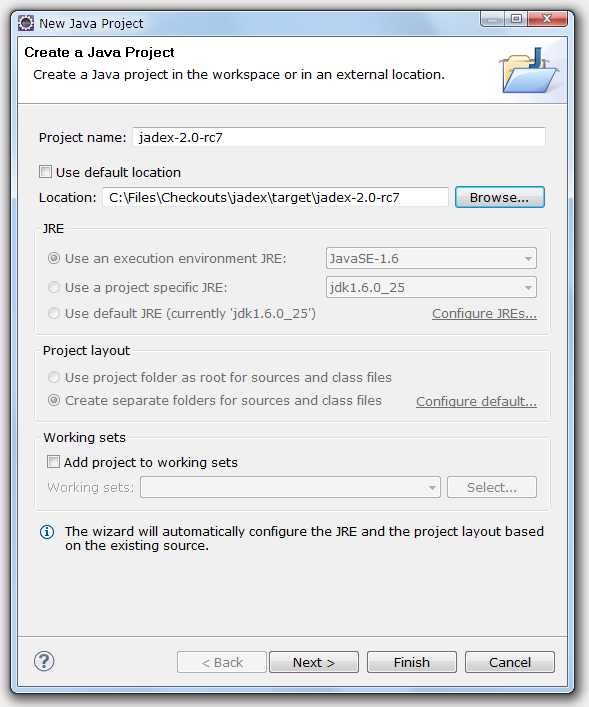 New Java Project
Create a Java Project
Create a Java project in the workspace or in an external location.
Project name: jadex-2.0-rc7
Use default location
Location: C:\Files\Checkouts\jadex\target\jadex-2.0-rc7 Browse...
JRE
Use an execution environment JRE: JavaSE-1.6
Use a project specific JRE: jdk1.6.0_25
Use default JRE (currently 'jdk1.6.0_25') Configure JREs...
Project layout
Use project folder as root for sources and class files
Create separate folders for sources and class files Configure default...
Working sets
Add project to working sets
Working sets: Select...
The wizard will automatically configure the JRE and the project layout based
on the existing source.
? < Back Next > Finish Cancel